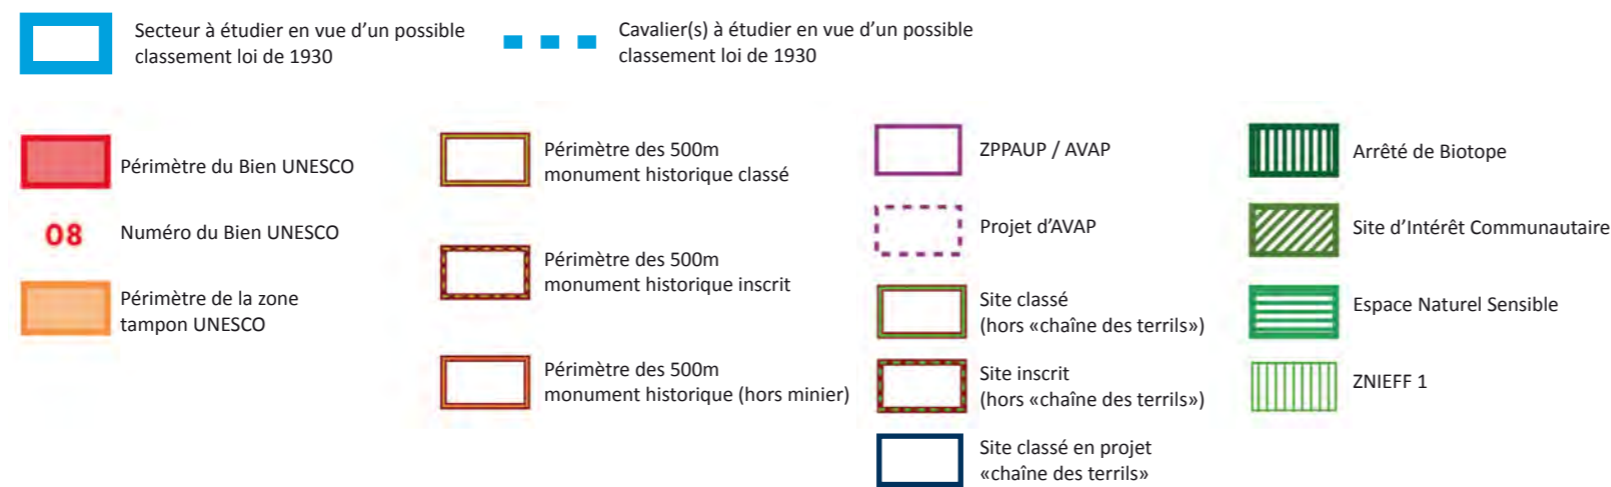 Secteur à étudier en vue d’un possible
classement loi de 1930
Cavalier(s) à étudier en vue d’un possible
classement loi de 1930
Périmètre du Bien UNESCO
08
Numéro du Bien UNESCO
Périmètre de la zone
tampon UNESCO
Périmètre des 500m
monument historique classé
Périmètre des 500m
monument historique inscrit
Périmètre des 500m
monument historique (hors minier)
ZPPAUP / AVAP
Projet d’AVAP
Site classé
(hors «chaîne des terrils»)
Site inscrit
(hors «chaîne des terrils»)
Site classé en projet
«chaîne des terrils»
Arrêté de Biotope
Site d’Intérêt Communautaire
Espace Naturel Sensible
ZNIEFF 1